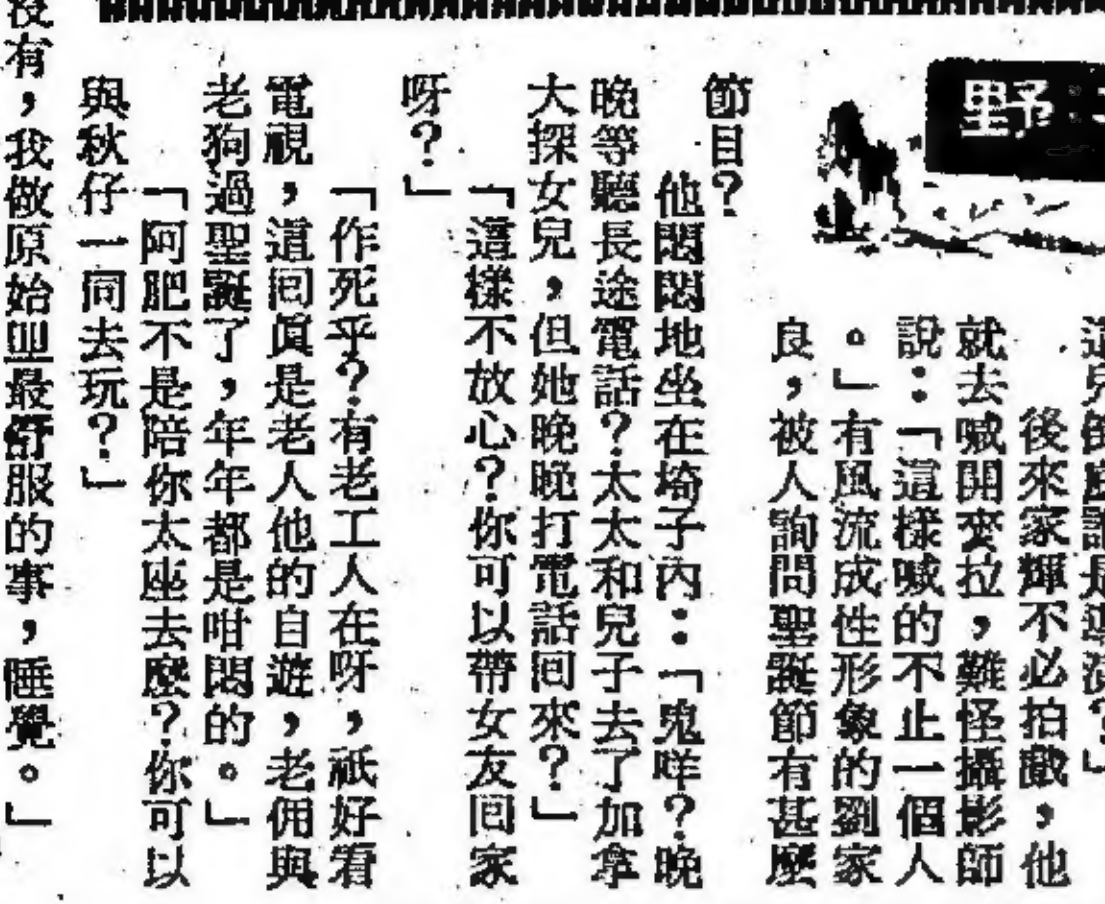 野
是導演？」
後來家輝不必拍戲，他
就去喊開麥拉，難怪攝影師
說：「這樣喊的不止一個人
。」有風流成性形象的劉家
良，被人詢問聖誕節有甚麼
節目？
他悶悶地坐在埼子內：「鬼咩？晚
晚等聽長途電話？太太和兒子去了加拿
大探女兒，但她晚晚打電話回來？」
「這樣不放心？你可以帶女友回家
呀？」
「作死乎？有老工人在呀，祇好看
電視，這回眞是老人他的自遊，老佣與
老狗過聖誕了，年年都是咁悶的。」
「阿肥不是陪你太座去麼？你可以
與秋仔一同去玩？」
沒有，我做原始最舒服的事，睡覺。」